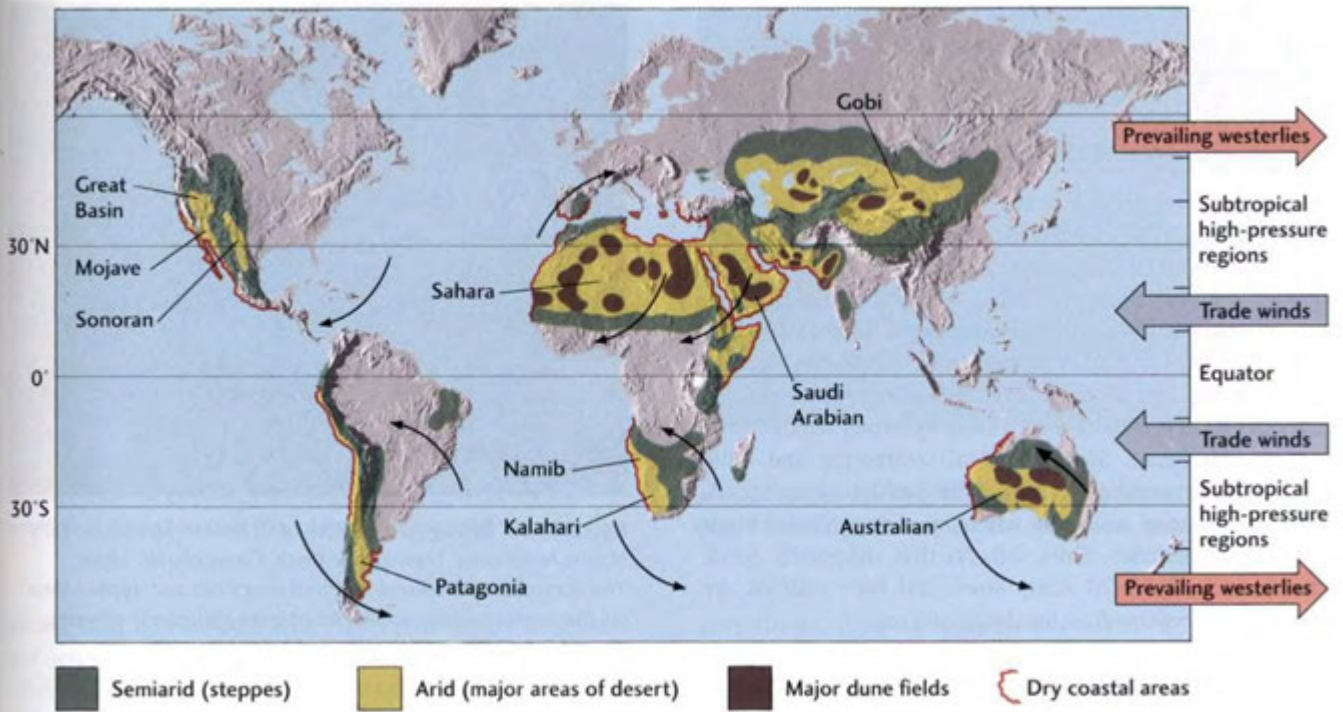 Gobi
Prevailing westerlies
Great
Basin
Subtropical
high-pressure
regions
30°N
Mojave
Sahara
Sonoran
Trade winds
0°
Equator
Saudi
Arabian
Trade winds
Namib
30°S
Kalahari
Australian
Subtropical
high-pressure
regions
Patagonia
Prevailing westerlies
Semiarid (steppes)
Arid (major areas of desert)
Major dune fields
Dry coastal areas